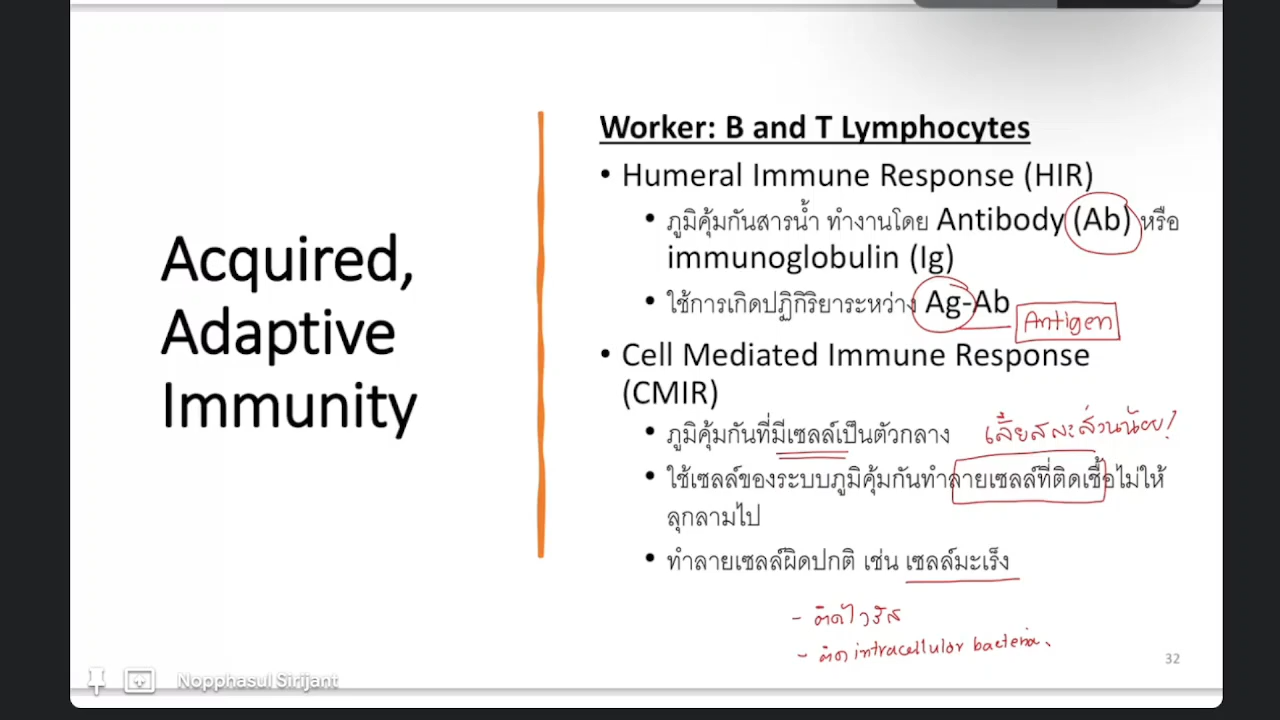 Acquired,
Adaptive
Immunity
Worker: B and T Lymphocytes
• Humeral Immune Response (HIR)
• ภูมิคุ้มกันสารน้ำ ทำงานโดย Antibody (Ab) หรือ
immunoglobulin (Ig)
• ใช้การเกิดปฏิกิริยาระหว่าง Ag-Ab
Antigen
• Cell Mediated Immune Response
(CMIR)
• ภูมิคุ้มกันที่มีเซลล์เป็นตัวกลาง
เสียสละส่วนน้อย!
• ใช้เซลล์ของระบบภูมิคุ้มกันทำลายเซลล์ที่ติดเชื้อไม่ให้
ลุกลามไป
• ทำลายเซลล์ผิดปกติ เช่น เซลล์มะเร็ง
- ติดไวรัส
- ติด intracellular bacteria.
32
Nopphasul Sirijant